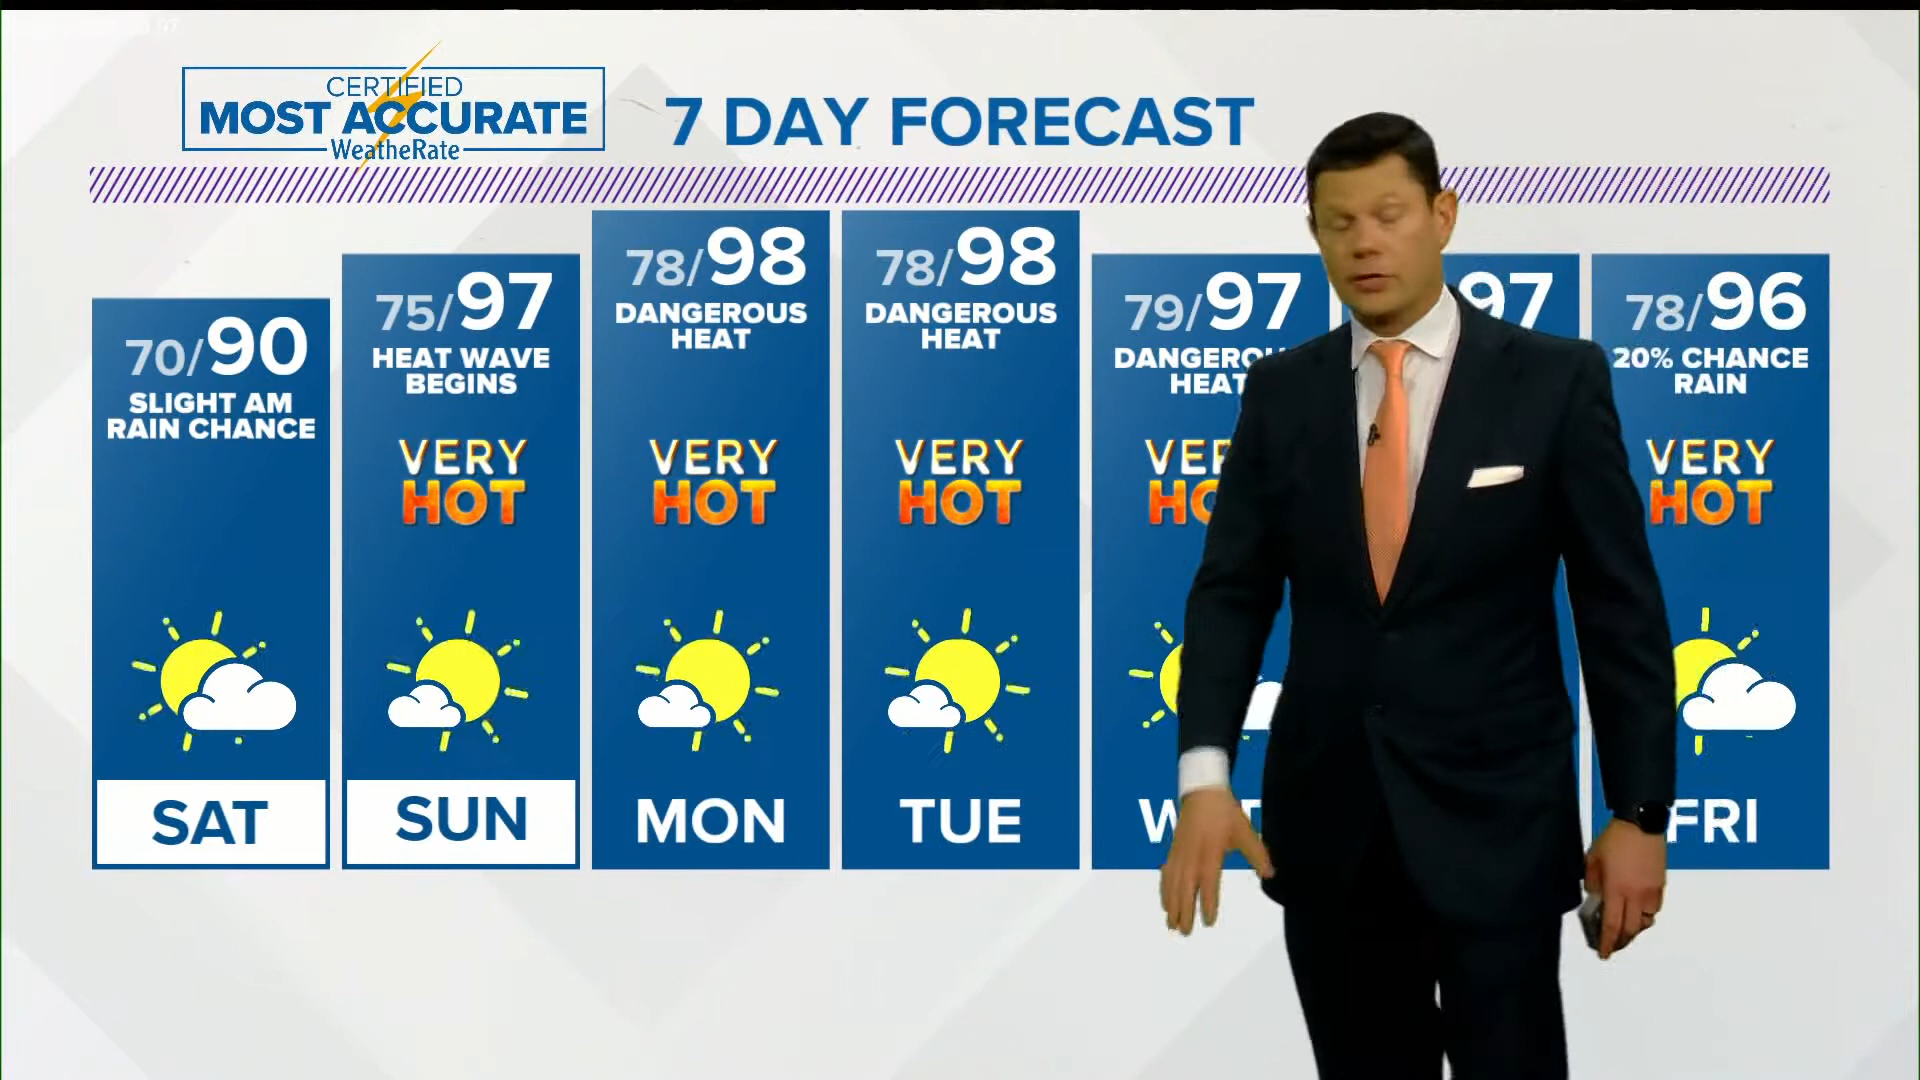 CERTIFIED
MOST ACCURATE
WeatheRate
7 DAY FORECAST
70/90
SLIGHT AM
RAIN CHANCE
SAT
75/97
HEAT WAVE
BEGINS
VERY
HOT
SUN
78/98
DANGEROUS
HEAT
VERY
HOT
MON
78/98
DANGEROUS
HEAT
VERY
HOT
TUE
79/97
HEAT
97
78/96
20% CHANCE
RAIN
VERY
HOT
FRI